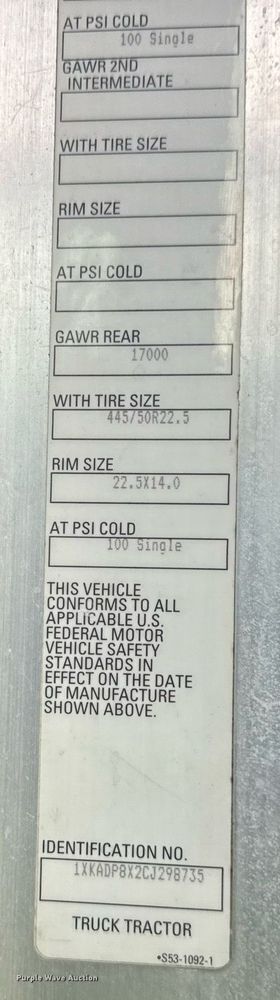 AT PSI COLD
100 Single
GAWR 2ND
INTERMEDIATE
WITH TIRE SIZE
RIM SIZE
AT PSI COLD
GAWR REAR
17000
WITH TIRE SIZE
445/50R22.5
RIM SIZE
22.5X14.0
AT PSI COLD
100 Single
THIS VEHICLE
CONFORMS TO ALL
APPLICABLE U.S.
FEDERAL MOTOR
VEHICLE SAFETY
STANDARDS IN
EFFECT ON THE DATE
OF MANUFACTURE
SHOWN ABOVE.
IDENTIFICATION NO.
1XKADP8X2CJ298735
TRUCK TRACTOR
•S53-1092-1
Purple Wave Auction